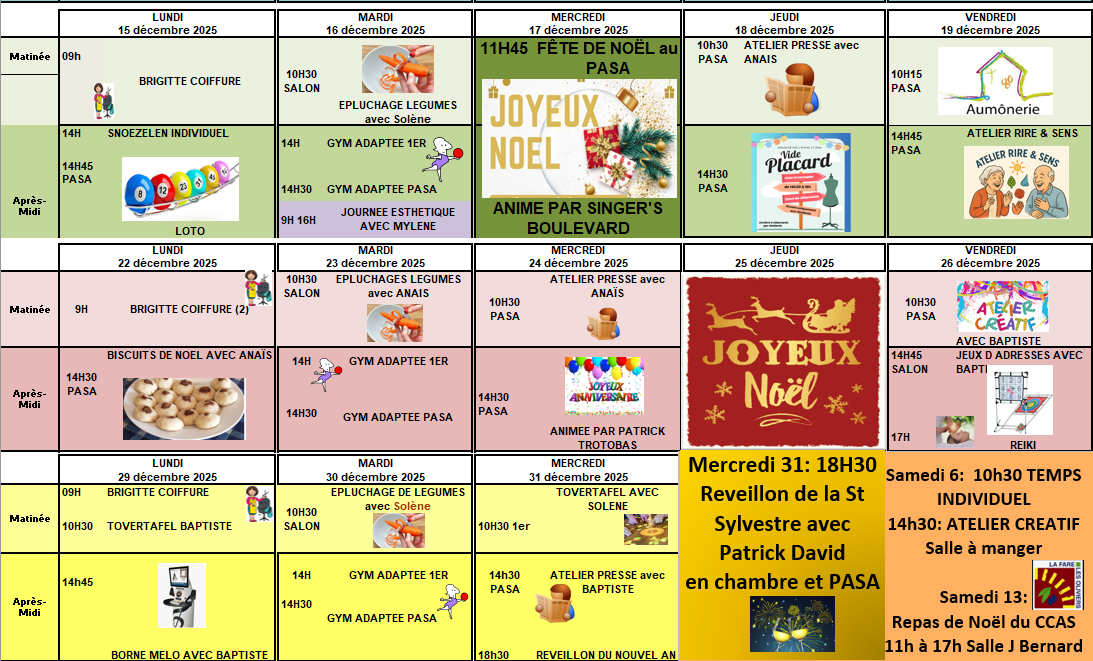 LUNDI
15 décembre 2025
MARDI
16 décembre 2025
MERCREDI
17 décembre 2025
JEUDI
18 décembre 2025
VENDREDI
19 décembre 2025
Matinée
09h
BRIGITTE COIFFURE
10H30
SALON
EPLUCHAGE LEGUMES
avec Solène
11H45 FÊTE DE NOËL au
PASA
JOYEUX
NOEL
10h30
PASA
ATELIER PRESSE avec
ANAIS
10H15
PASA
Aumônerie
Après-
Midi
14H
SNOEZELEN INDIVIDUEL
14H45
PASA
LOTO
14H
GYM ADAPTEE 1ER
14H30
GYM ADAPTEE PASA
9H 16H
JOURNEE ESTHETIQUE
AVEC MYLENE
ANIME PAR SINGER'S
BOULEVARD
14H30
PASA
Vide
Placard
14H45
PASA
ATELIER RIRE & SENS
ATELIER RIRE & SENS
LUNDI
22 décembre 2025
MARDI
23 décembre 2025
MERCREDI
24 décembre 2025
JEUDI
25 décembre 2025
VENDREDI
26 décembre 2025
Matinée
9H
BRIGITTE COIFFURE (2)
10H30
SALON
EPLUCHAGES LEGUMES
avec ANAIS
10H30
PASA
ATELIER PRESSE avec
ANAÏS
JOYEUX
Noël
10H30
PASA
ATELIER
CRÉATIF
AVEC BAPTISTE
Après-
Midi
BISCUITS DE NOEL AVEC ANAÏS
14H30
PASA
14H
GYM ADAPTEE 1ER
14H30
GYM ADAPTEE PASA
14H30
PASA
JOYEUX
ANNIVERSAIRE
ANIMEE PAR PATRICK
TROTOBAS
14H45
SALON
JEUX D ADRESSES AVEC
17H
REIKI
LUNDI
29 décembre 2025
MARDI
30 décembre 2025
MERCREDI
31 décembre 2025
Matinée
09H
BRIGITTE COIFFURE
10H30
TOVERTAFEL BAPTISTE
10H30
SALON
EPLUCHAGE DE LEGUMES
avec Solène
TOVERTAFEL AVEC
SOLENE
10H30 1er
Après-
Midi
14h45
BORNE MELO AVEC BAPTISTE
14H
GYM ADAPTEE 1ER
14H30
GYM ADAPTEE PASA
14h30
PASA
ATELIER PRESSE avec
BAPTISTE
18h30
REVEILLON DU NOUVEL AN
Mercredi 31: 18H30
Reveillon de la St
Sylvestre avec
Patrick David
en chambre et PASA
Samedi 6: 10h30 TEMPS
INDIVIDUEL
14h30: ATELIER CREATIF
Salle à manger
LA FARE
LES OLIVIERS
Samedi 13:
Repas de Noël du CCAS
11h à 17h Salle J Bernard